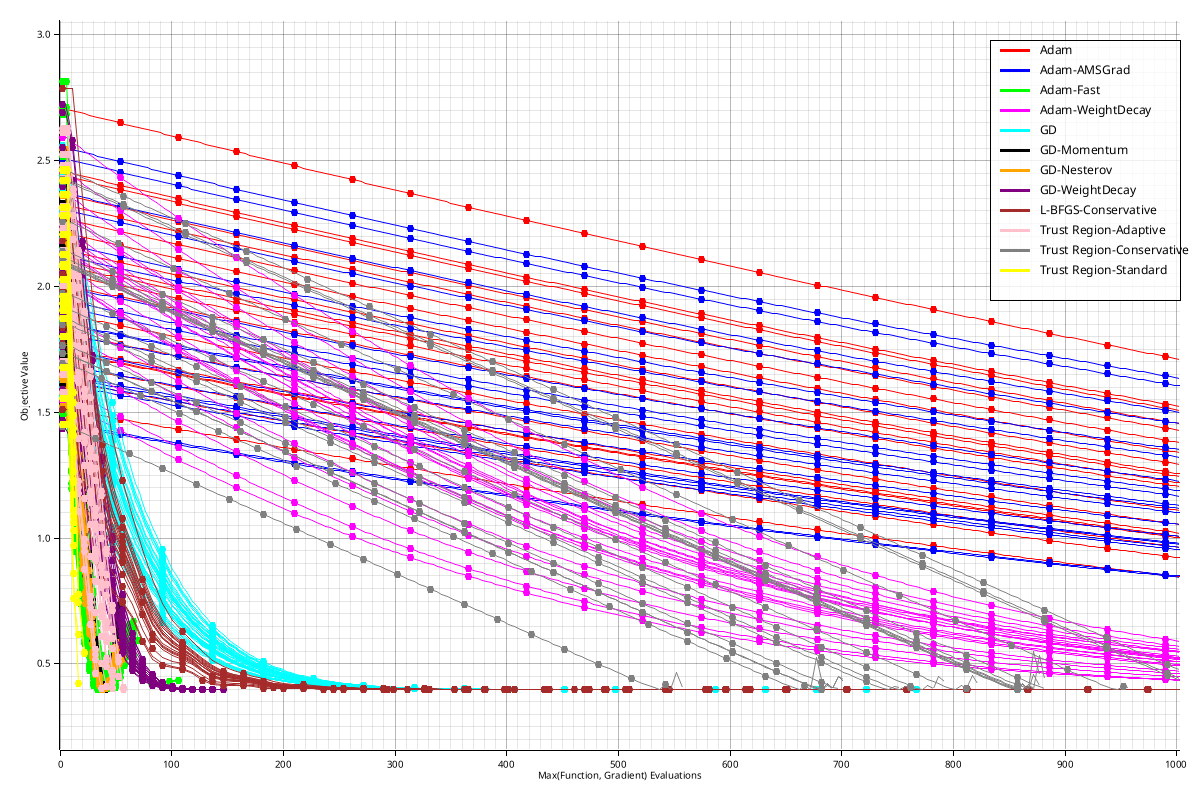 3.0
2.5
2.0
1.5
1.0
0.5
Objective Value
0
100
200
300
400
500
600
700
800
900
1000
Max(Function, Gradient) Evaluations
Adam
Adam-AMSGrad
Adam-Fast
Adam-WeightDecay
GD
GD-Momentum
GD-Nesterov
GD-WeightDecay
L-BFGS-Conservative
Trust Region-Adaptive
Trust Region-Conservative
Trust Region-Standard